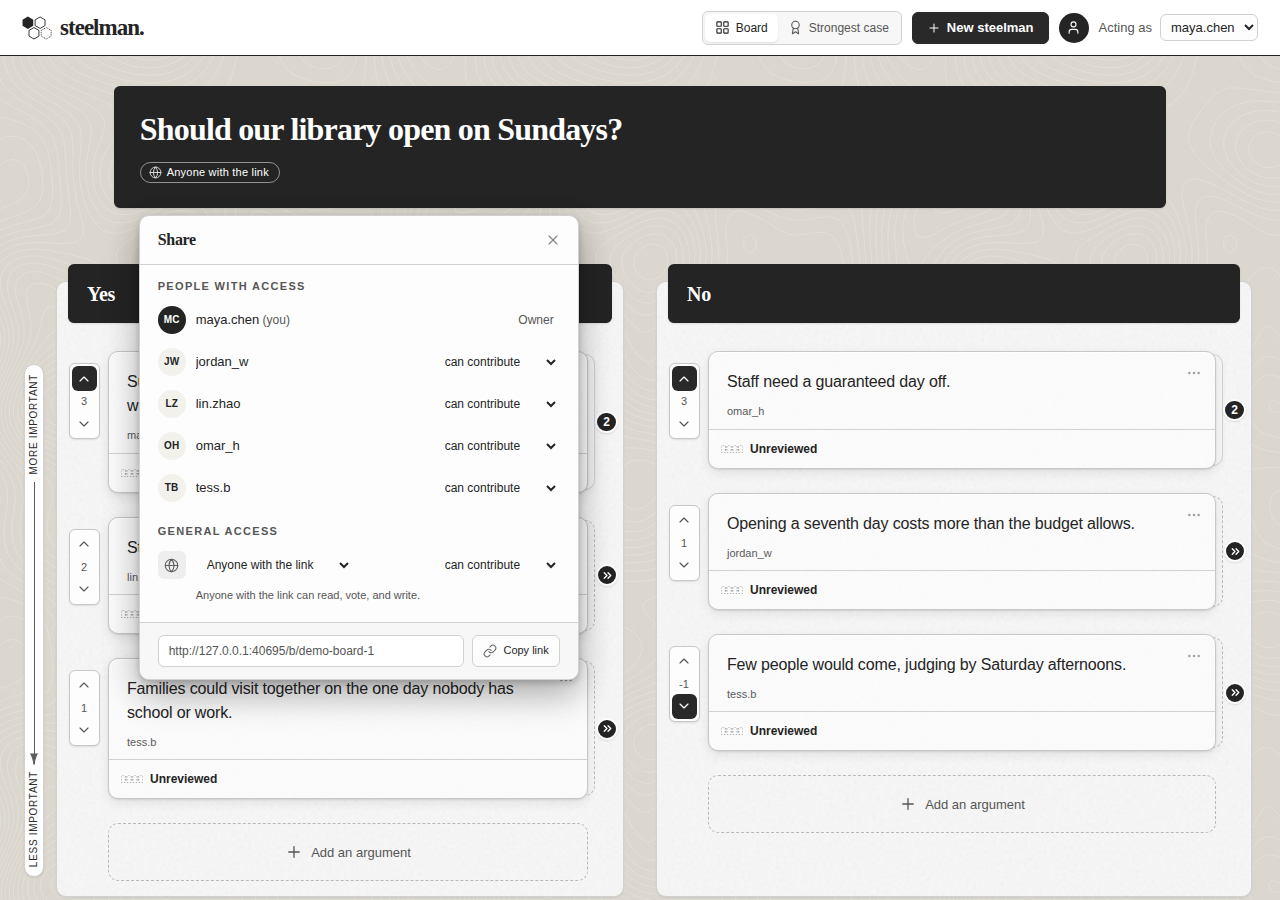 steelman.
Board
Strongest case
New steelman
Acting as
maya.chen
Should our library open on Sundays?
Anyone with the link
Share
PEOPLE WITH ACCESS
MC
maya.chen (you)
Owner
JW
jordan_w
can contribute
LZ
lin.zhao
can contribute
OH
omar_h
can contribute
TB
tess.b
can contribute
GENERAL ACCESS
Anyone with the link
can contribute
Anyone with the link can read, vote, and write.
http://127.0.0.1:40695/b/demo-board-1
Copy link
MORE IMPORTANT
LESS IMPORTANT
Yes
3
2
2
lin
1
Families could visit together on the one day nobody has
school or work.
tess.b
Unreviewed
Add an argument
No
3
Staff need a guaranteed day off.
omar_h
Unreviewed
2
1
Opening a seventh day costs more than the budget allows.
jordan_w
Unreviewed
-1
Few people would come, judging by Saturday afternoons.
tess.b
Unreviewed
Add an argument